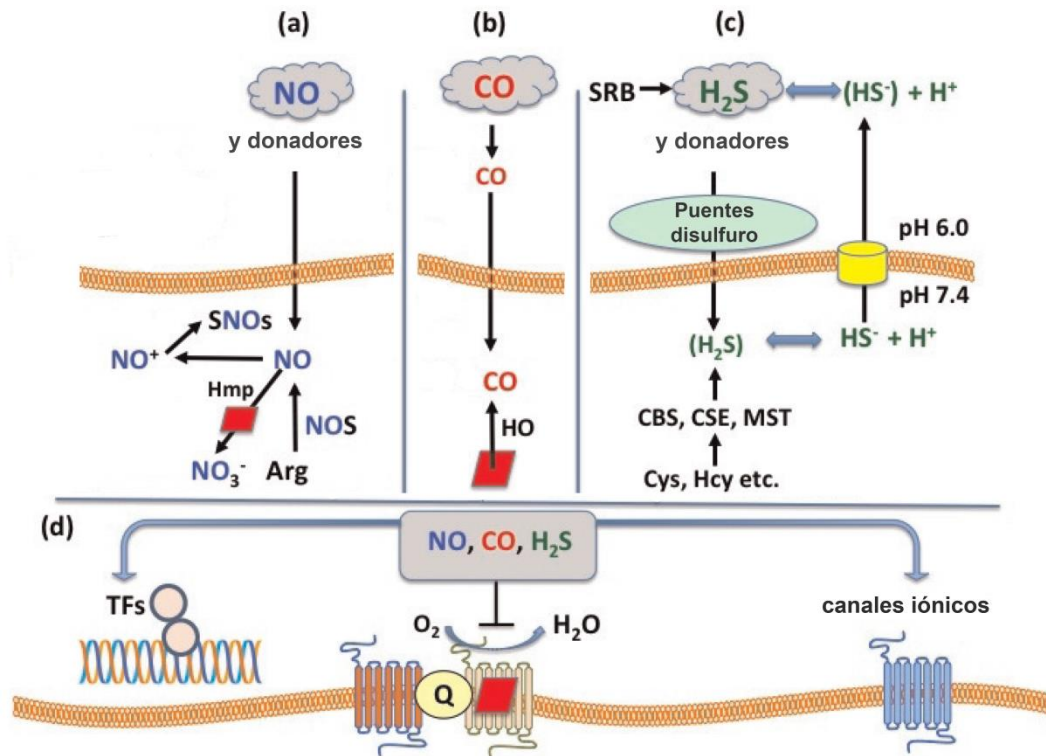 (a)
NO
y donadores
SNOs
NO⁺
NO
Hmp
NOS
NO₃⁻
Arg
(b)
CO
CO
CO
HO
(c)
SRB
H₂S
(HS⁻) + H⁺
y donadores
Puentes
disulfuro
pH 6.0
pH 7.4
(H₂S)
HS⁻ + H⁺
CBS, CSE, MST
Cys, Hcy etc.
(d)
NO, CO, H₂S
TFs
O₂
H₂O
canales iónicos
Q